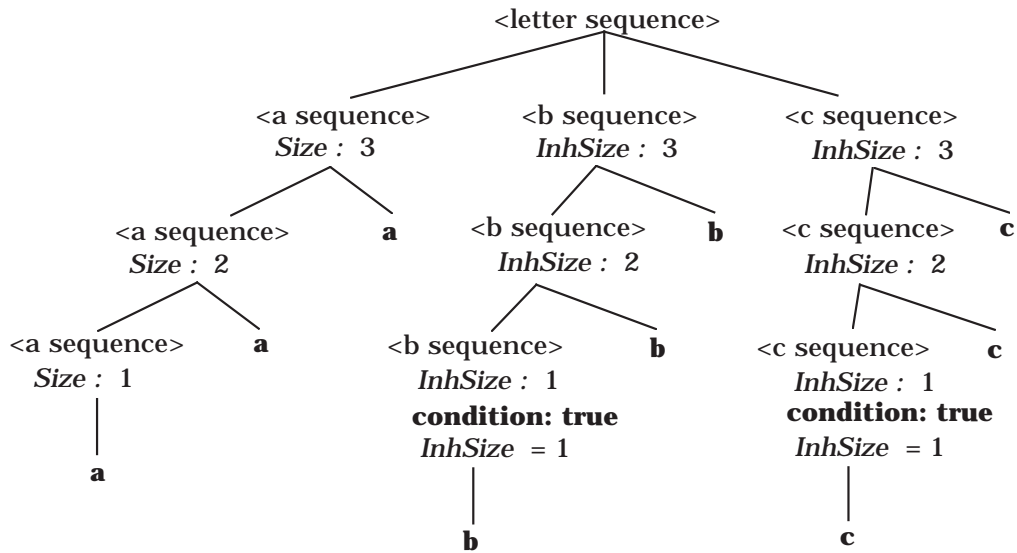 <letter sequence>
<a sequence> <b sequence> <c sequence>
Size : 3 InhSize : 3 InhSize : 3
<a sequence> a <b sequence> b <c sequence> c
Size : 2 InhSize : 2 InhSize : 2
<a sequence> a <b sequence> b <c sequence> c
Size : 1 InhSize : 1 InhSize : 1
condition: true condition: true
InhSize = 1 InhSize = 1
a
b c